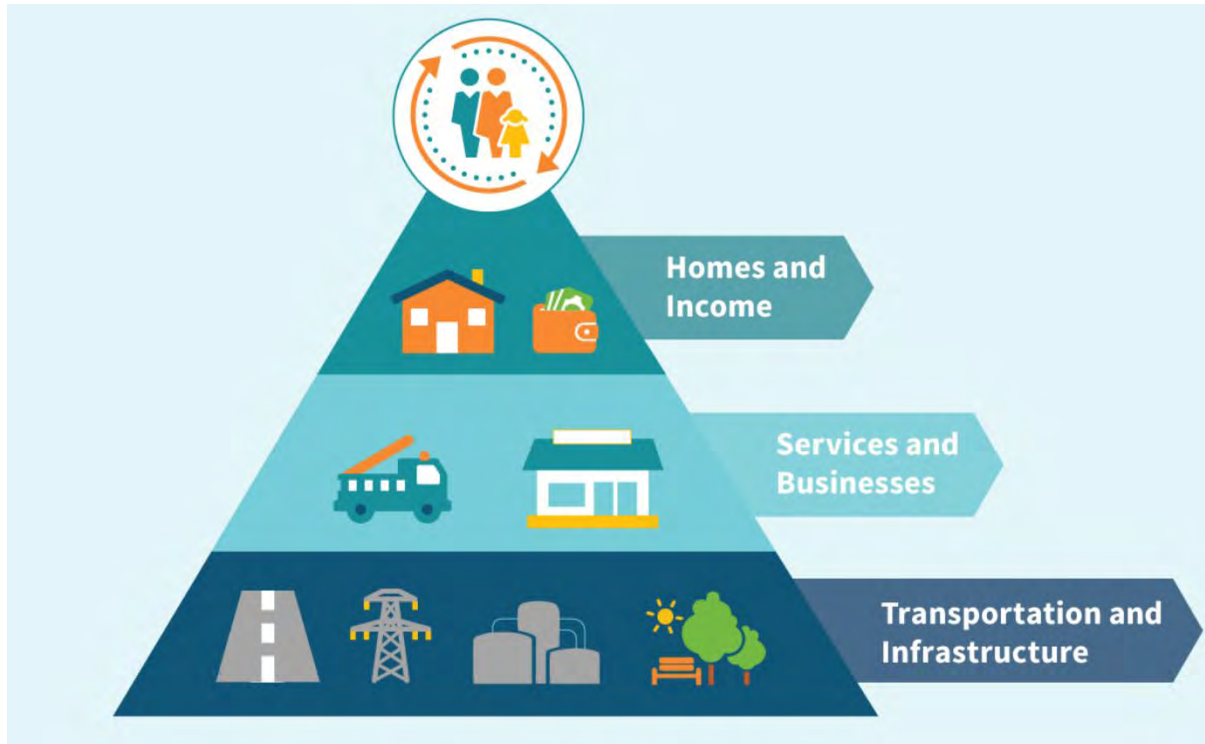 Homes and
Income
Services and
Businesses
Transportation and
Infrastructure